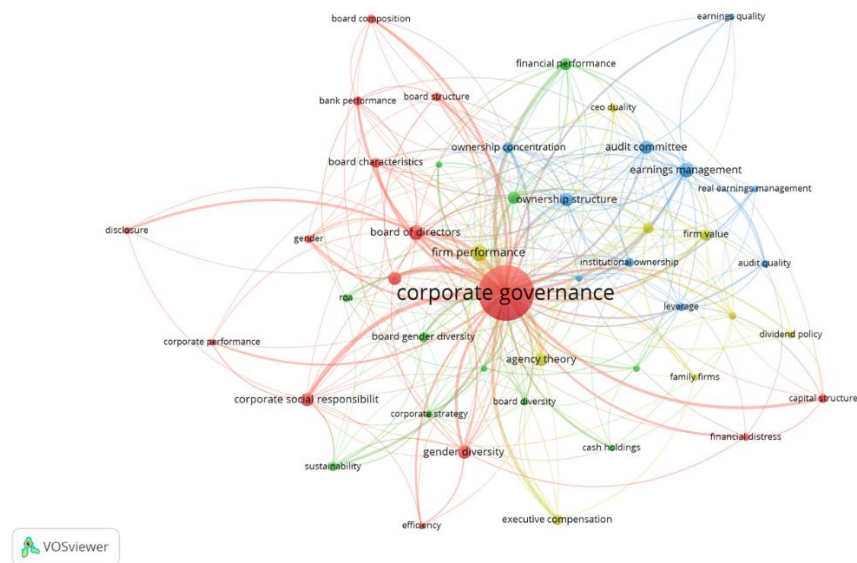 board composition
earnings quality
financial performance
bank performance
board structure
ceo duality
ownership concentration
audit committee
board characteristics
earnings management
real earnings management
ownership structure
disclosure
gender
board of directors
firm value
firm performance
institutional ownership
audit quality
corporate governance
roa
leverage
corporate performance
board gender diversity
dividend policy
agency theory
family firms
corporate social responsibilit
board diversity
capital structure
corporate strategy
financial distress
gender diversity
cash holdings
sustainability
efficiency
executive compensation
VOSviewer